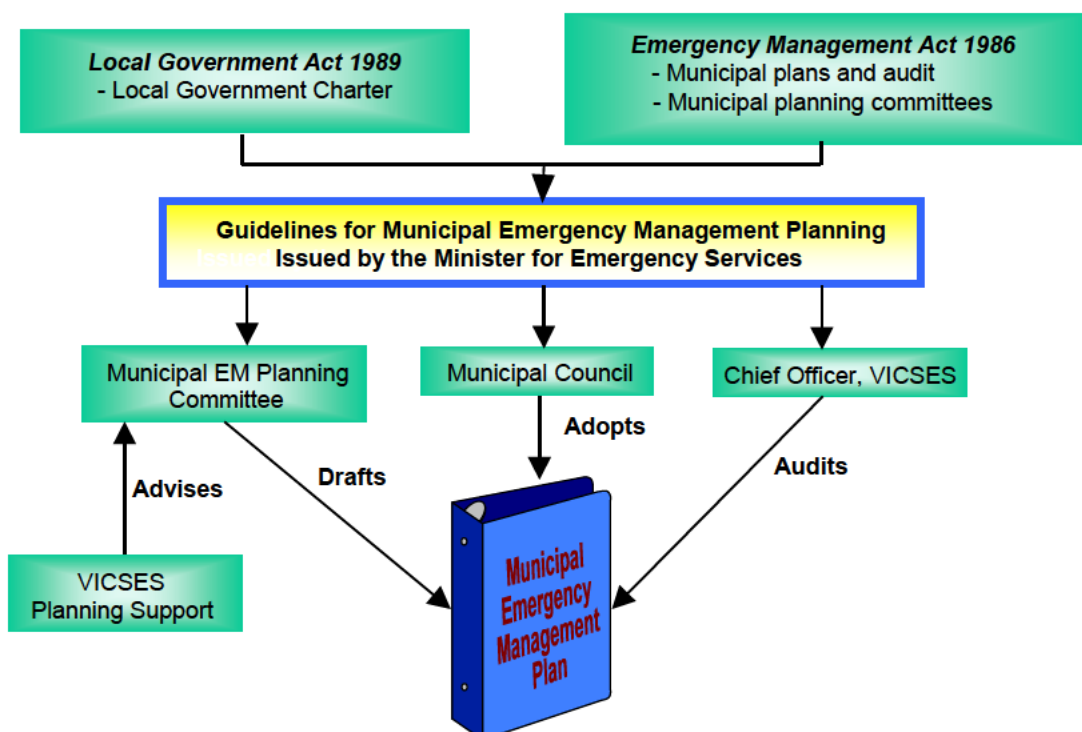 Local Government Act 1989
- Local Government Charter
Emergency Management Act 1986
- Municipal plans and audit
- Municipal planning committees
Guidelines for Municipal Emergency Management Planning
Issued by the Minister for Emergency Services
Municipal EM Planning
Committee
Municipal Council
Chief Officer, VICSES
Advises
Drafts
Adopts
Audits
VICSES
Planning Support
Municipal
Emergency
Management
Plan